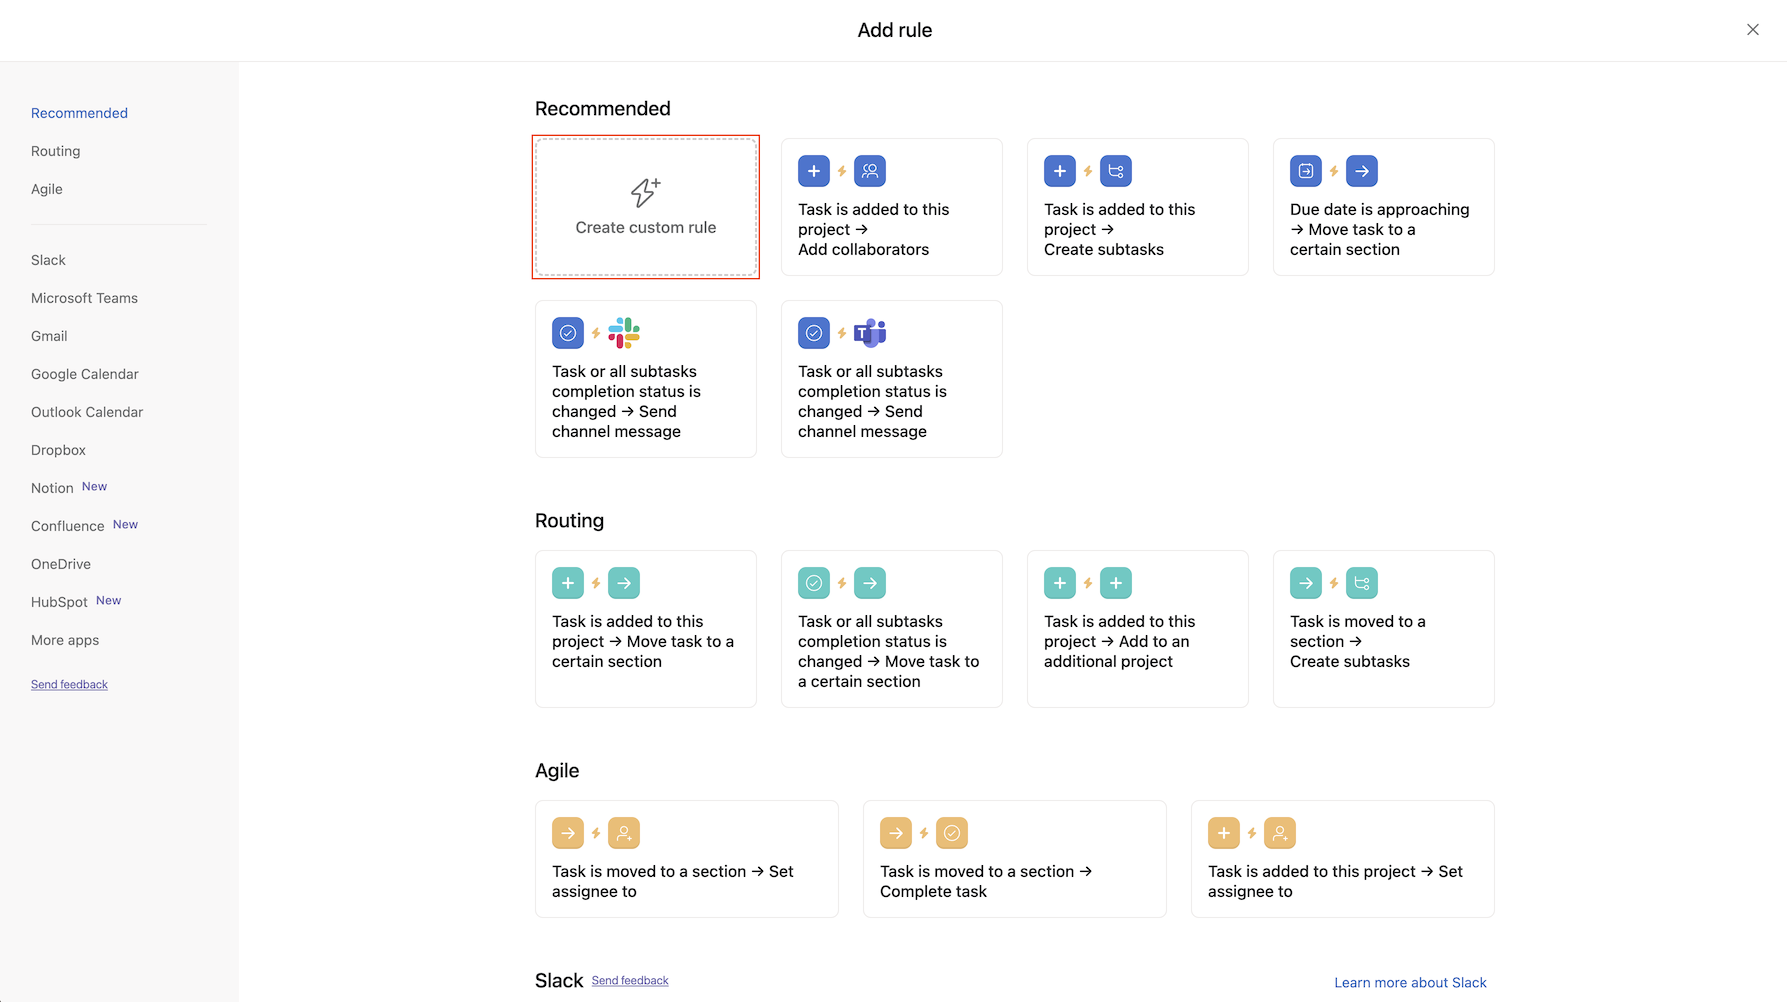 Add rule
Recommended
Routing
Agile
Slack
Microsoft Teams
Gmail
Google Calendar
Outlook Calendar
Dropbox
Notion New
Confluence New
OneDrive
HubSpot New
More apps
Send feedback
Recommended
Create custom rule
Task is added to this
project →
Add collaborators
Task is added to this
project →
Create subtasks
Due date is approaching
→ Move task to a
certain section
Task or all subtasks
completion status is
changed → Send
channel message
T
Task or all subtasks
completion status is
changed → Send
channel message
Routing
Task is added to this
project → Move task to a
certain section
Task or all subtasks
completion status is
changed → Move task to
a certain section
Task is added to this
project → Add to an
additional project
Task is moved to a
section →
Create subtasks
Agile
Task is moved to a section → Set
assignee to
Task is moved to a section →
Complete task
Task is added to this project → Set
assignee to
Slack Send feedback
Learn more about Slack